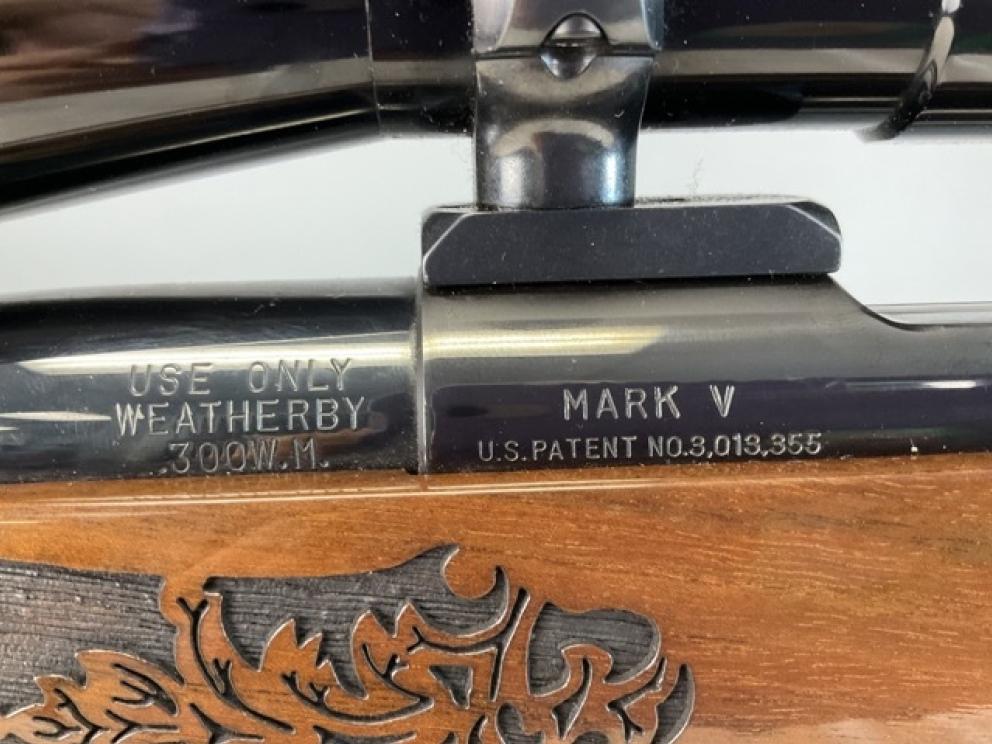 USE ONLY
WEATHERBY
.300W.M.
MARK V
U.S. PATENT NO. 3,013,355